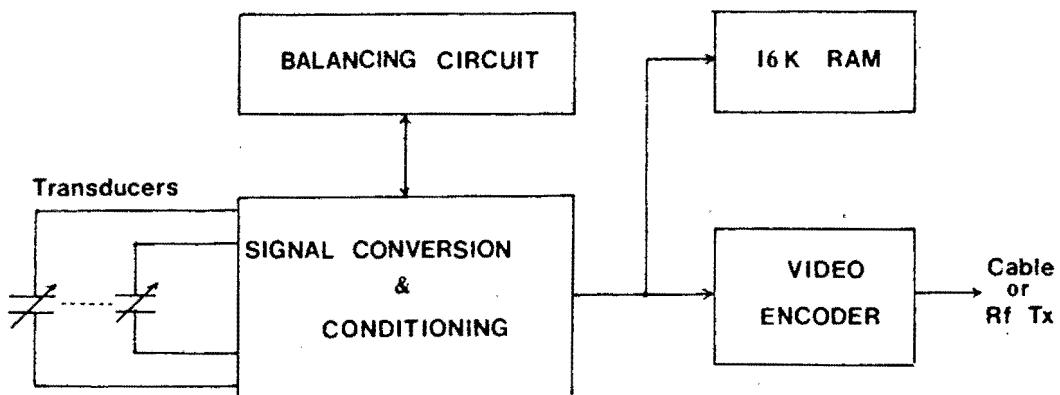 BALANCING CIRCUIT
16K RAM
Transducers
SIGNAL CONVERSION
&
CONDITIONING
VIDEO
ENCODER
Cable
or
Rf Tx